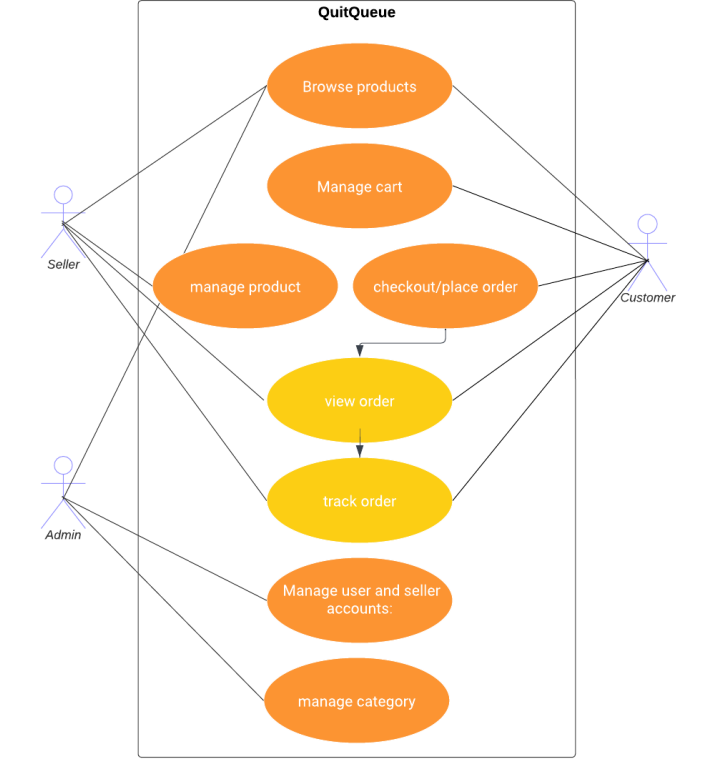 QuitQueue
Browse products
Manage cart
Seller
manage product
checkout/place order
Customer
view order
track order
Admin
Manage user and seller
accounts:
manage category